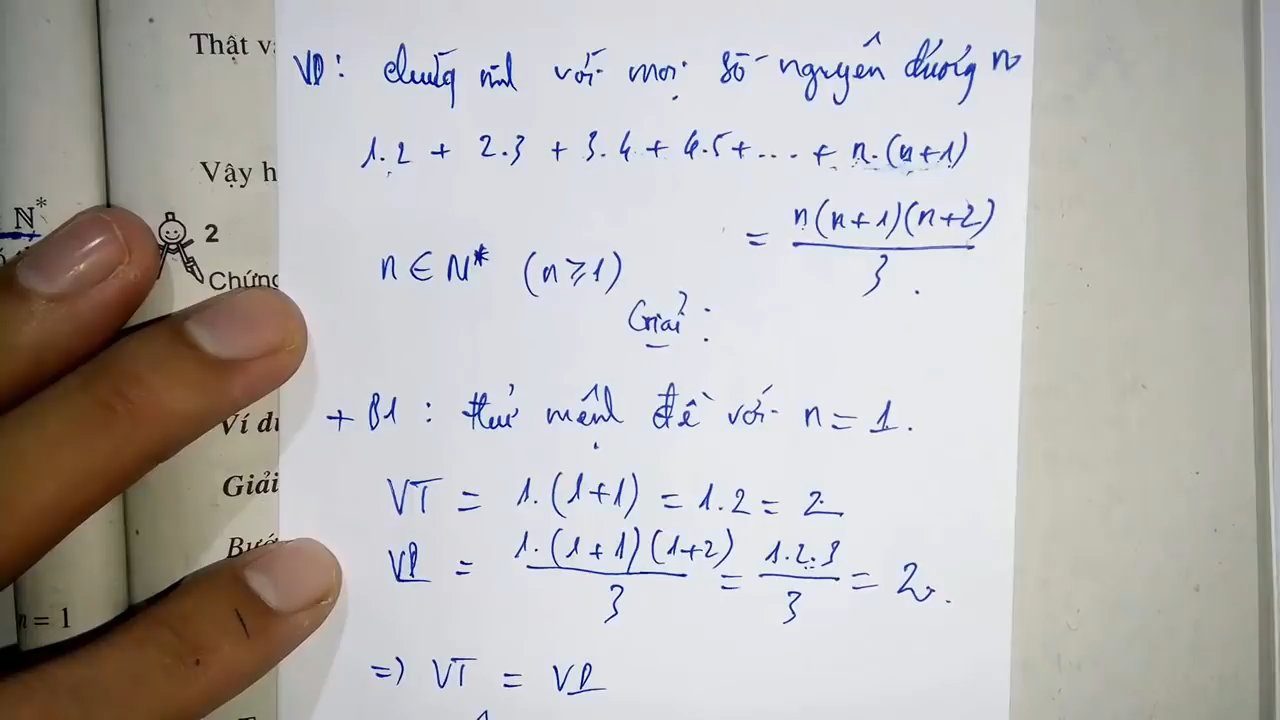 Thật v
VD: chứng minh với mọi số nguyên dương n
1.2 + 2.3 + 3.4 + 4.5 + ... + n.(n+1)
Vậy h
= n(n+1)(n+2) / 3 .
N*
2
n ∈ N* (n ≥ 1)
Chứng
Giải:
+ B1 : thử mệnh đề với n = 1.
Ví dụ
Giải
VT = 1.(1+1) = 1.2 = 2
Bước
VP = 1.(1+1)(1+2) / 3 = 1.2.3 / 3 = 2.
n = 1
=> VT = VP